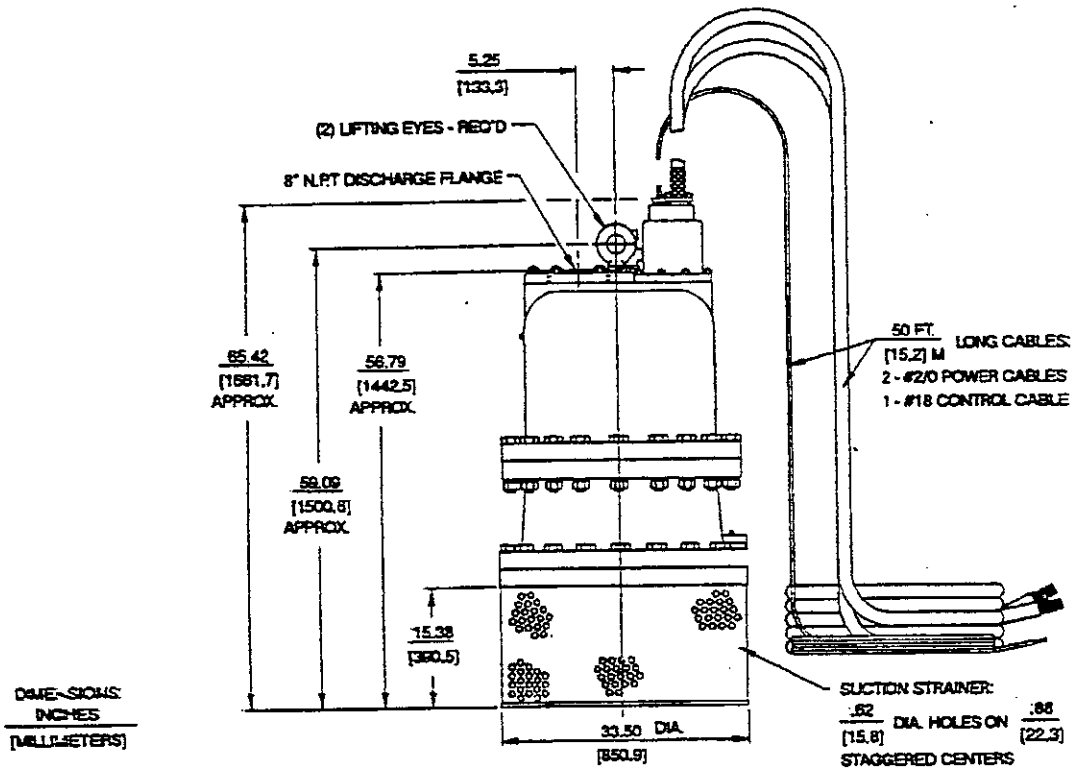 5.25
[133,3]
(2) LIFTING EYES - REQ'D
8" N.P.T DISCHARGE FLANGE
65.42
[1661,7]
APPROX.
56.79
[1442,5]
APPROX.
59.09
[1500,8]
APPROX.
50 FT.
[15,2] M
LONG CABLES:
2 - #2/0 POWER CABLES
1 - #18 CONTROL CABLE
15.38
[390,5]
DIMENSIONS:
INCHES
[MILLIMETERS]
33.50 DIA.
[850,9]
SUCTION STRAINER:
.62
[15,8]
DIA. HOLES ON
.88
[22,3]
STAGGERED CENTERS